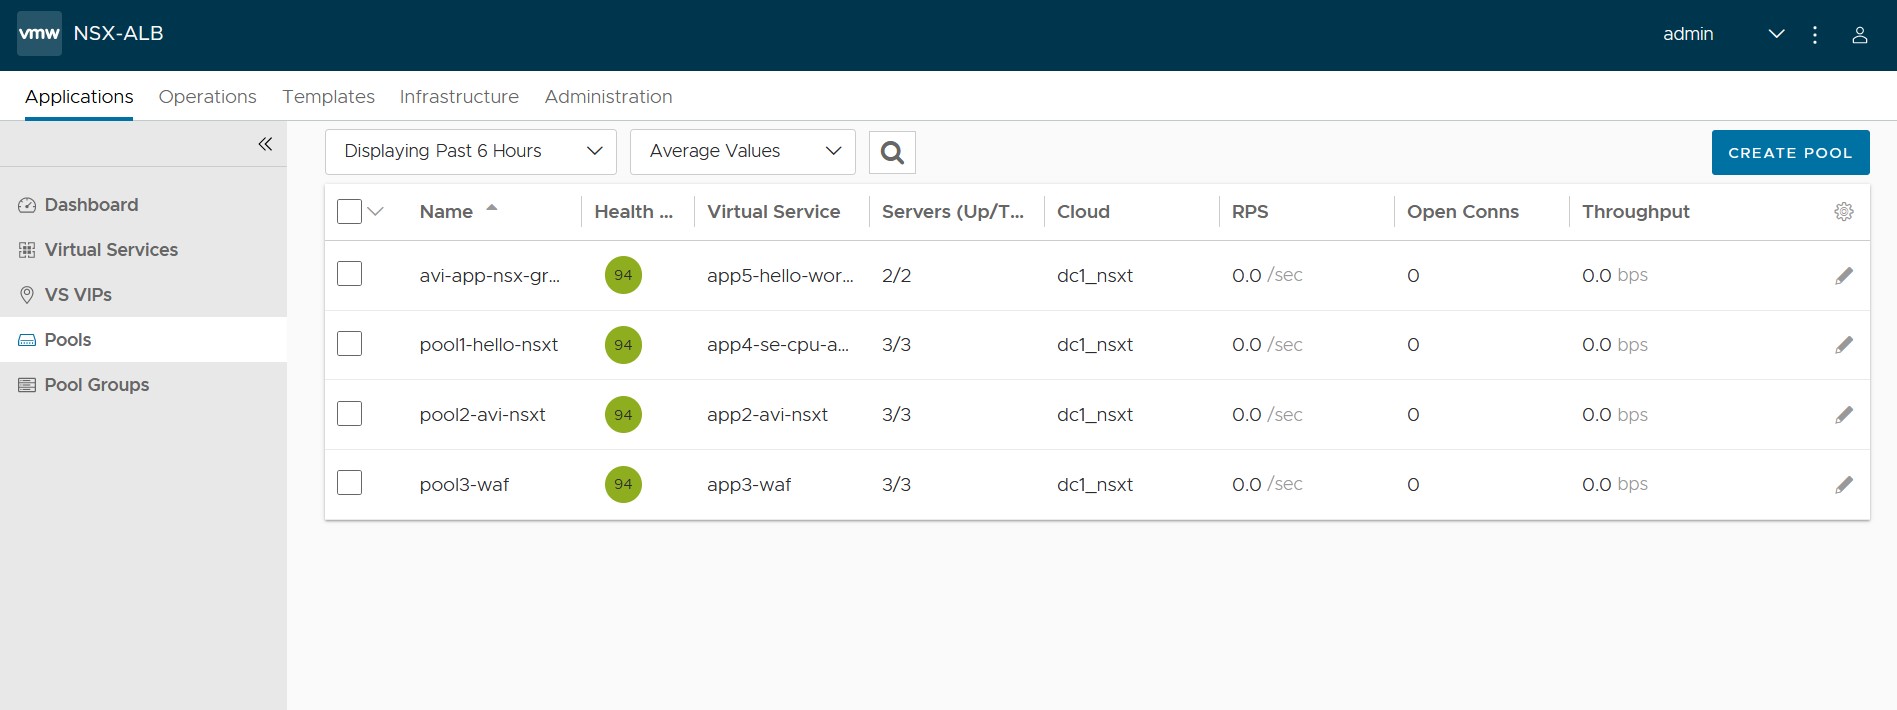 vmw NSX-ALB admin
Applications Operations Templates Infrastructure Administration
Displaying Past 6 Hours Average Values CREATE POOL
Dashboard
Virtual Services
VS VIPs
Pools
Pool Groups
Name Health ... Virtual Service Servers (Up/T... Cloud RPS Open Conns Throughput
avi-app-nsx-gr... 94 app5-hello-wor... 2/2 dc1_nsxt 0.0 /sec 0 0.0 bps
pool1-hello-nsxt 94 app4-se-cpu-a... 3/3 dc1_nsxt 0.0 /sec 0 0.0 bps
pool2-avi-nsxt 94 app2-avi-nsxt 3/3 dc1_nsxt 0.0 /sec 0 0.0 bps
pool3-waf 94 app3-waf 3/3 dc1_nsxt 0.0 /sec 0 0.0 bps